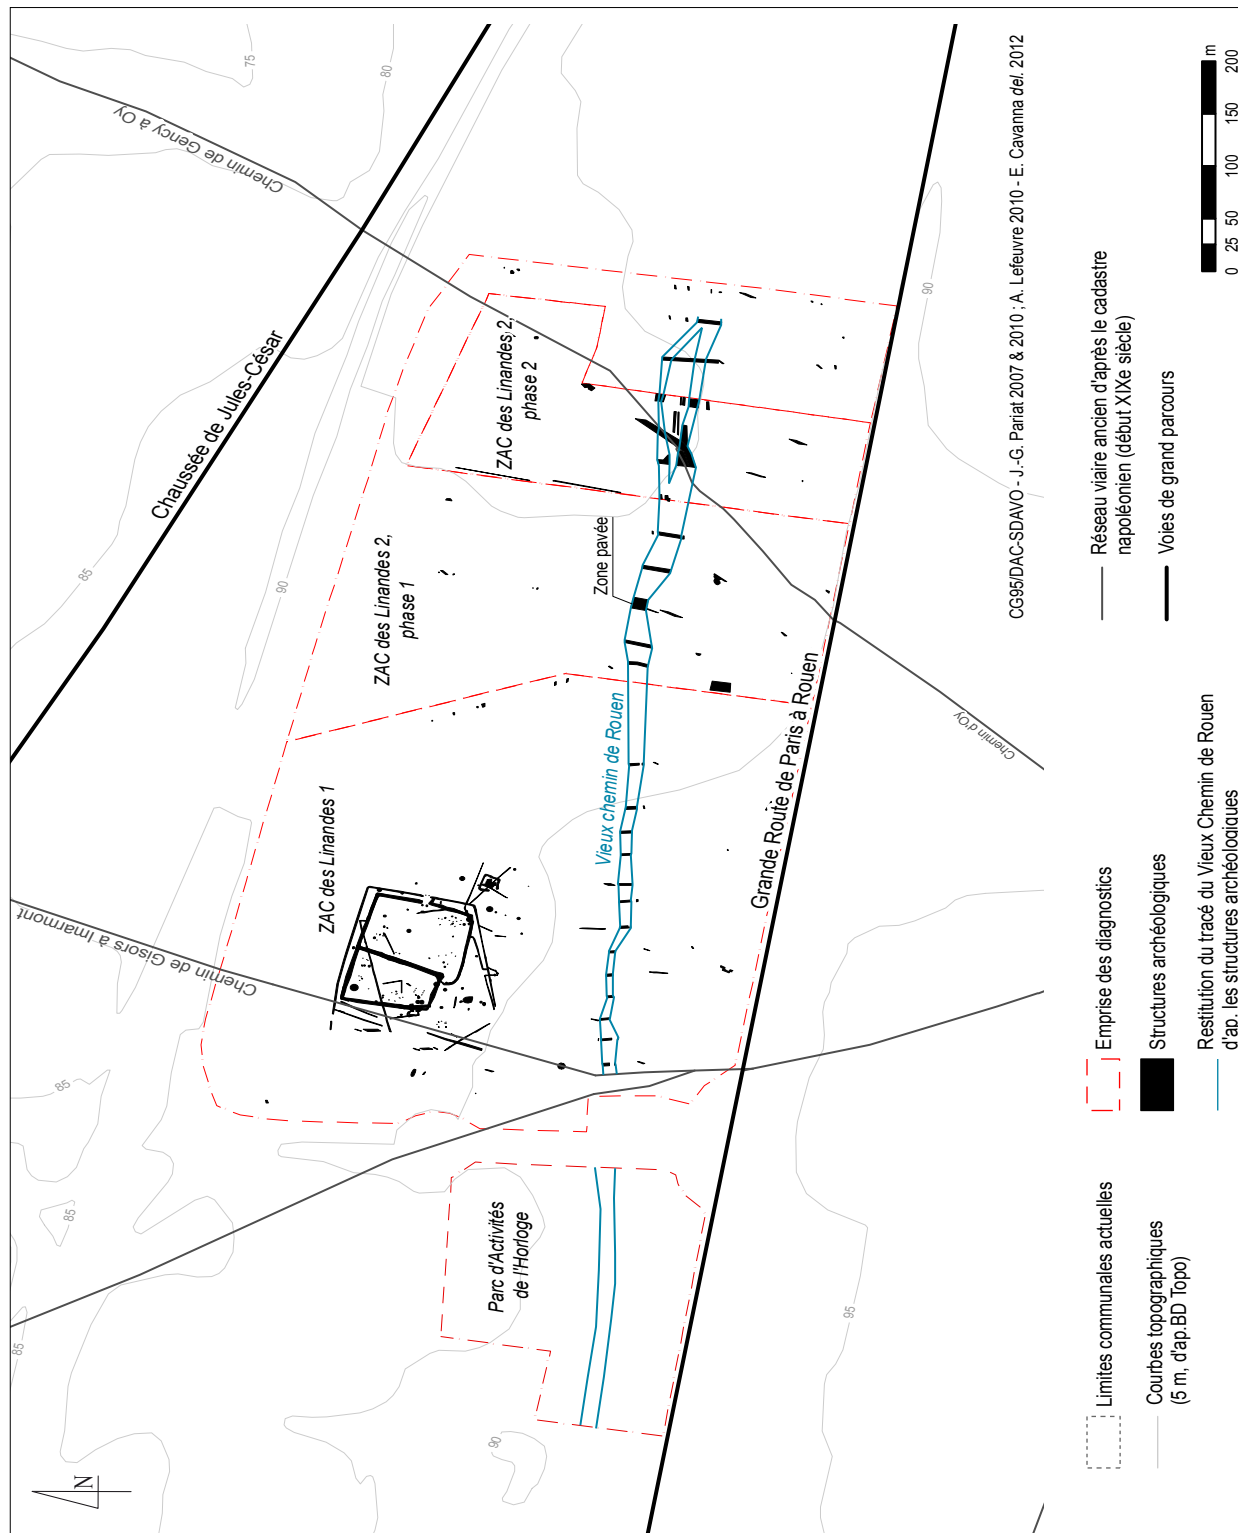 N
Chaussée de Jules-César
Chemin de Gency à Oy
Chemin de Gisors à Imarmont
75
80
85
90
85
85
85
90
95
90
ZAC des Linandes 1
ZAC des Linandes 2,
phase 1
ZAC des Linandes 2,
phase 2
Zone pavée
Vieux chemin de Rouen
Parc d'Activités
de l'Horloge
Grande Route de Paris à Rouen
Chemin d'Oy
CG95/DAC-SDAVO - J.-G. Pariat 2007 & 2010 ; A. Lefeuvre 2010 - E. Cavanna del. 2012
Limites communales actuelles
Courbes topographiques
(5 m, d'ap.BD Topo)
Emprise des diagnostics
Structures archéologiques
Restitution du tracé du Vieux Chemin de Rouen
d'ap. les structures archéologiques
Réseau viaire ancien d'après le cadastre
napoléonien (début XIXe siècle)
Voies de grand parcours
0 25 50 100 150 200
m